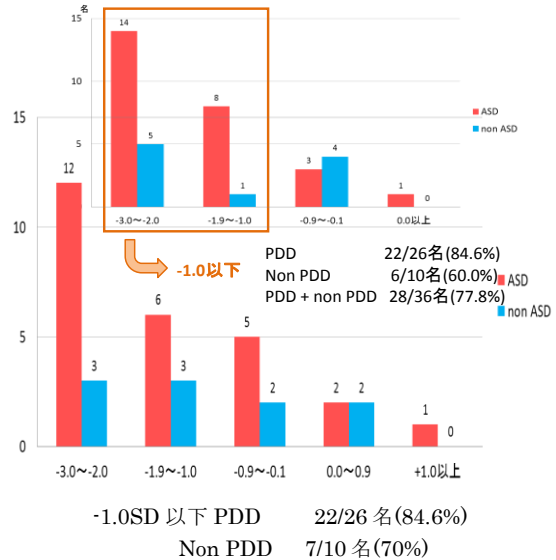 名
15
14
10
8
ASD
non ASD
5
5
4
3
1
1
0
-3.0～-2.0
-1.9～-1.0
-0.9～-0.1
0.0以上
-1.0以下
PDD 22/26名(84.6%)
Non PDD 6/10名(60.0%)
PDD + non PDD 28/36名(77.8%)
15
12
10
ASD
non ASD
6
5
5
3
3
2
2
2
1
0
0
-3.0～-2.0
-1.9～-1.0
-0.9～-0.1
0.0～0.9
+1.0以上
-1.0SD 以下 PDD 22/26 名(84.6%)
Non PDD 7/10 名(70%)